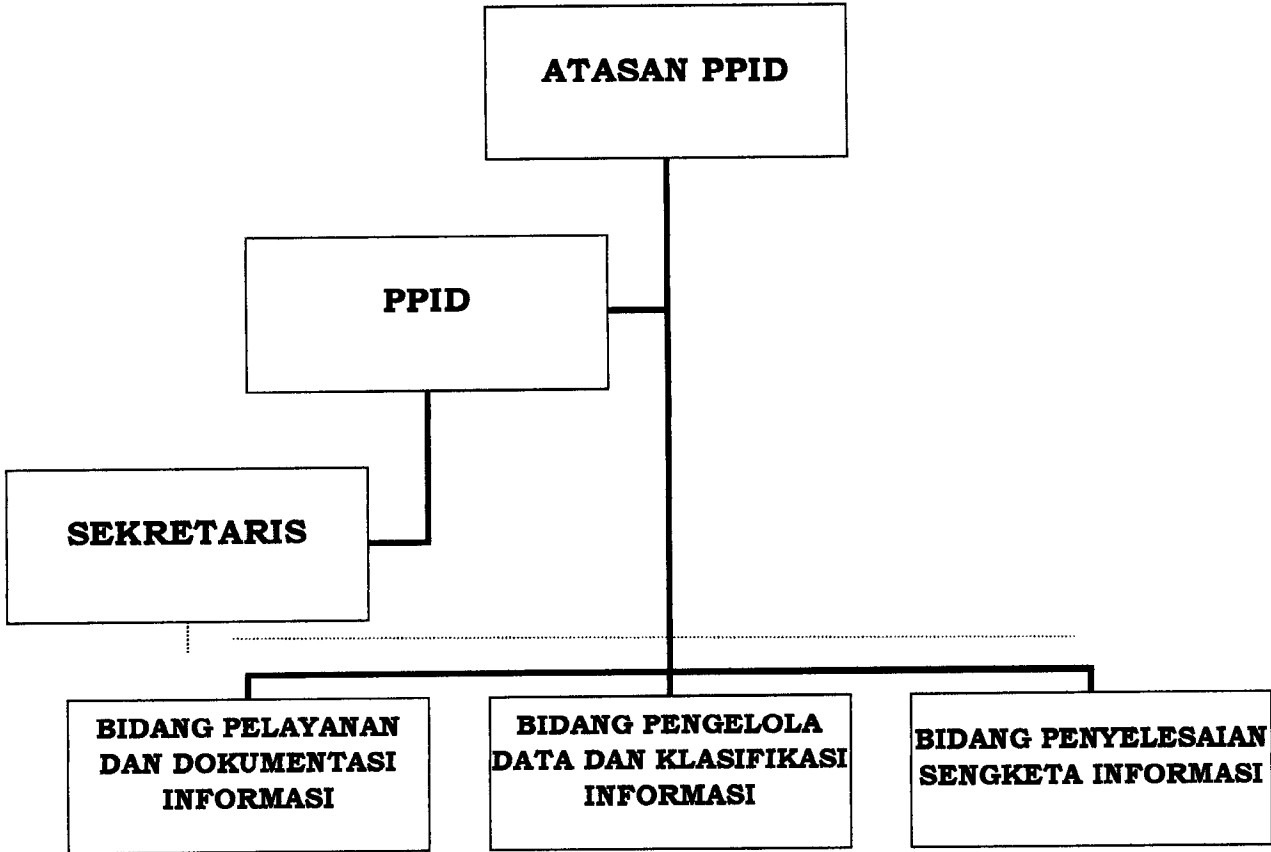 ATASAN PPID
PPID
SEKRETARIS
BIDANG PELAYANAN
DAN DOKUMENTASI
INFORMASI
BIDANG PENGELOLA
DATA DAN KLASIFIKASI
INFORMASI
BIDANG PENYELESAIAN
SENGKETA INFORMASI